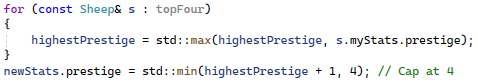 for (const Sheep& s : topFour)
{
    highestPrestige = std::max(highestPrestige, s.myStats.prestige);
}
newStats.prestige = std::min(highestPrestige + 1, 4); // Cap at 4